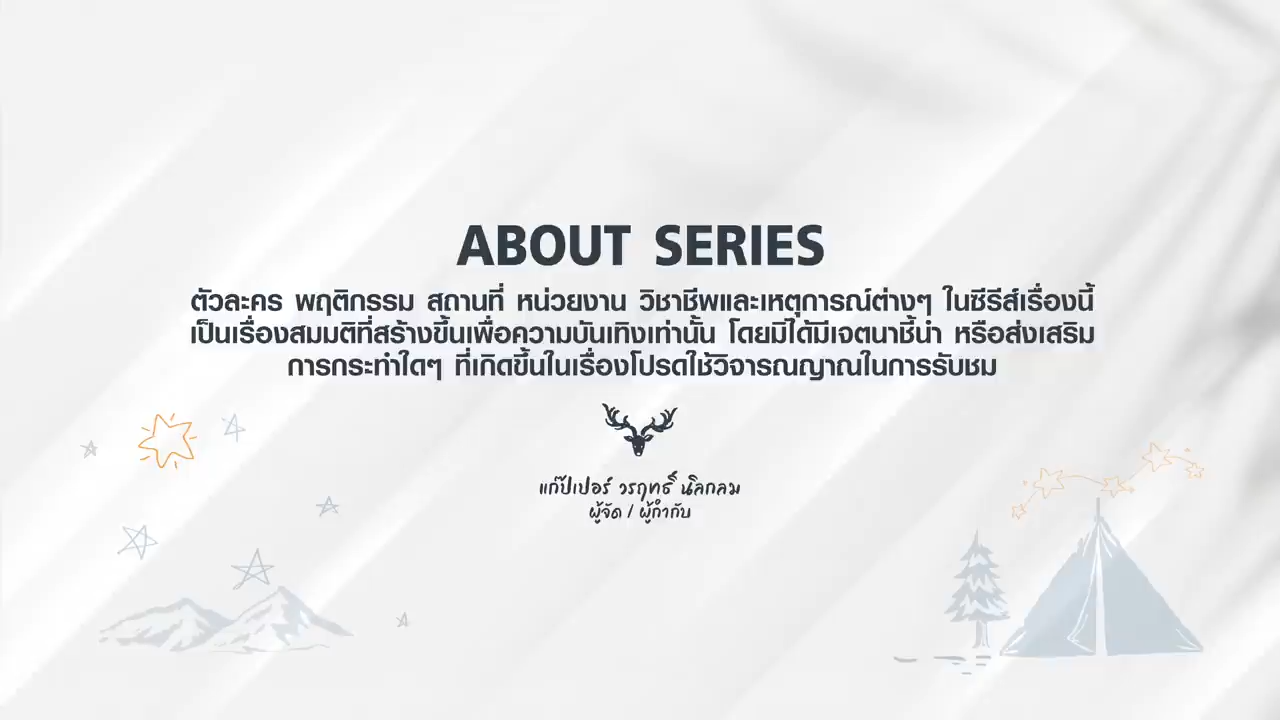 ABOUT SERIES
ตัวละคร พฤติกรรม สถานที่ หน่วยงาน วิชาชีพและเหตุการณ์ต่างๆ ในซีรีส์เรื่องนี้
เป็นเรื่องสมมติที่สร้างขึ้นเพื่อความบันเทิงเท่านั้น โดยมิได้มีเจตนาชี้นำ หรือส่งเสริม
การกระทำใดๆ ที่เกิดขึ้นในเรื่องโปรดใช้วิจารณญาณในการรับชม
แก๊ปเปอร์ วรฤทธิ์ นิลกลม
ผู้จัด / ผู้กำกับ